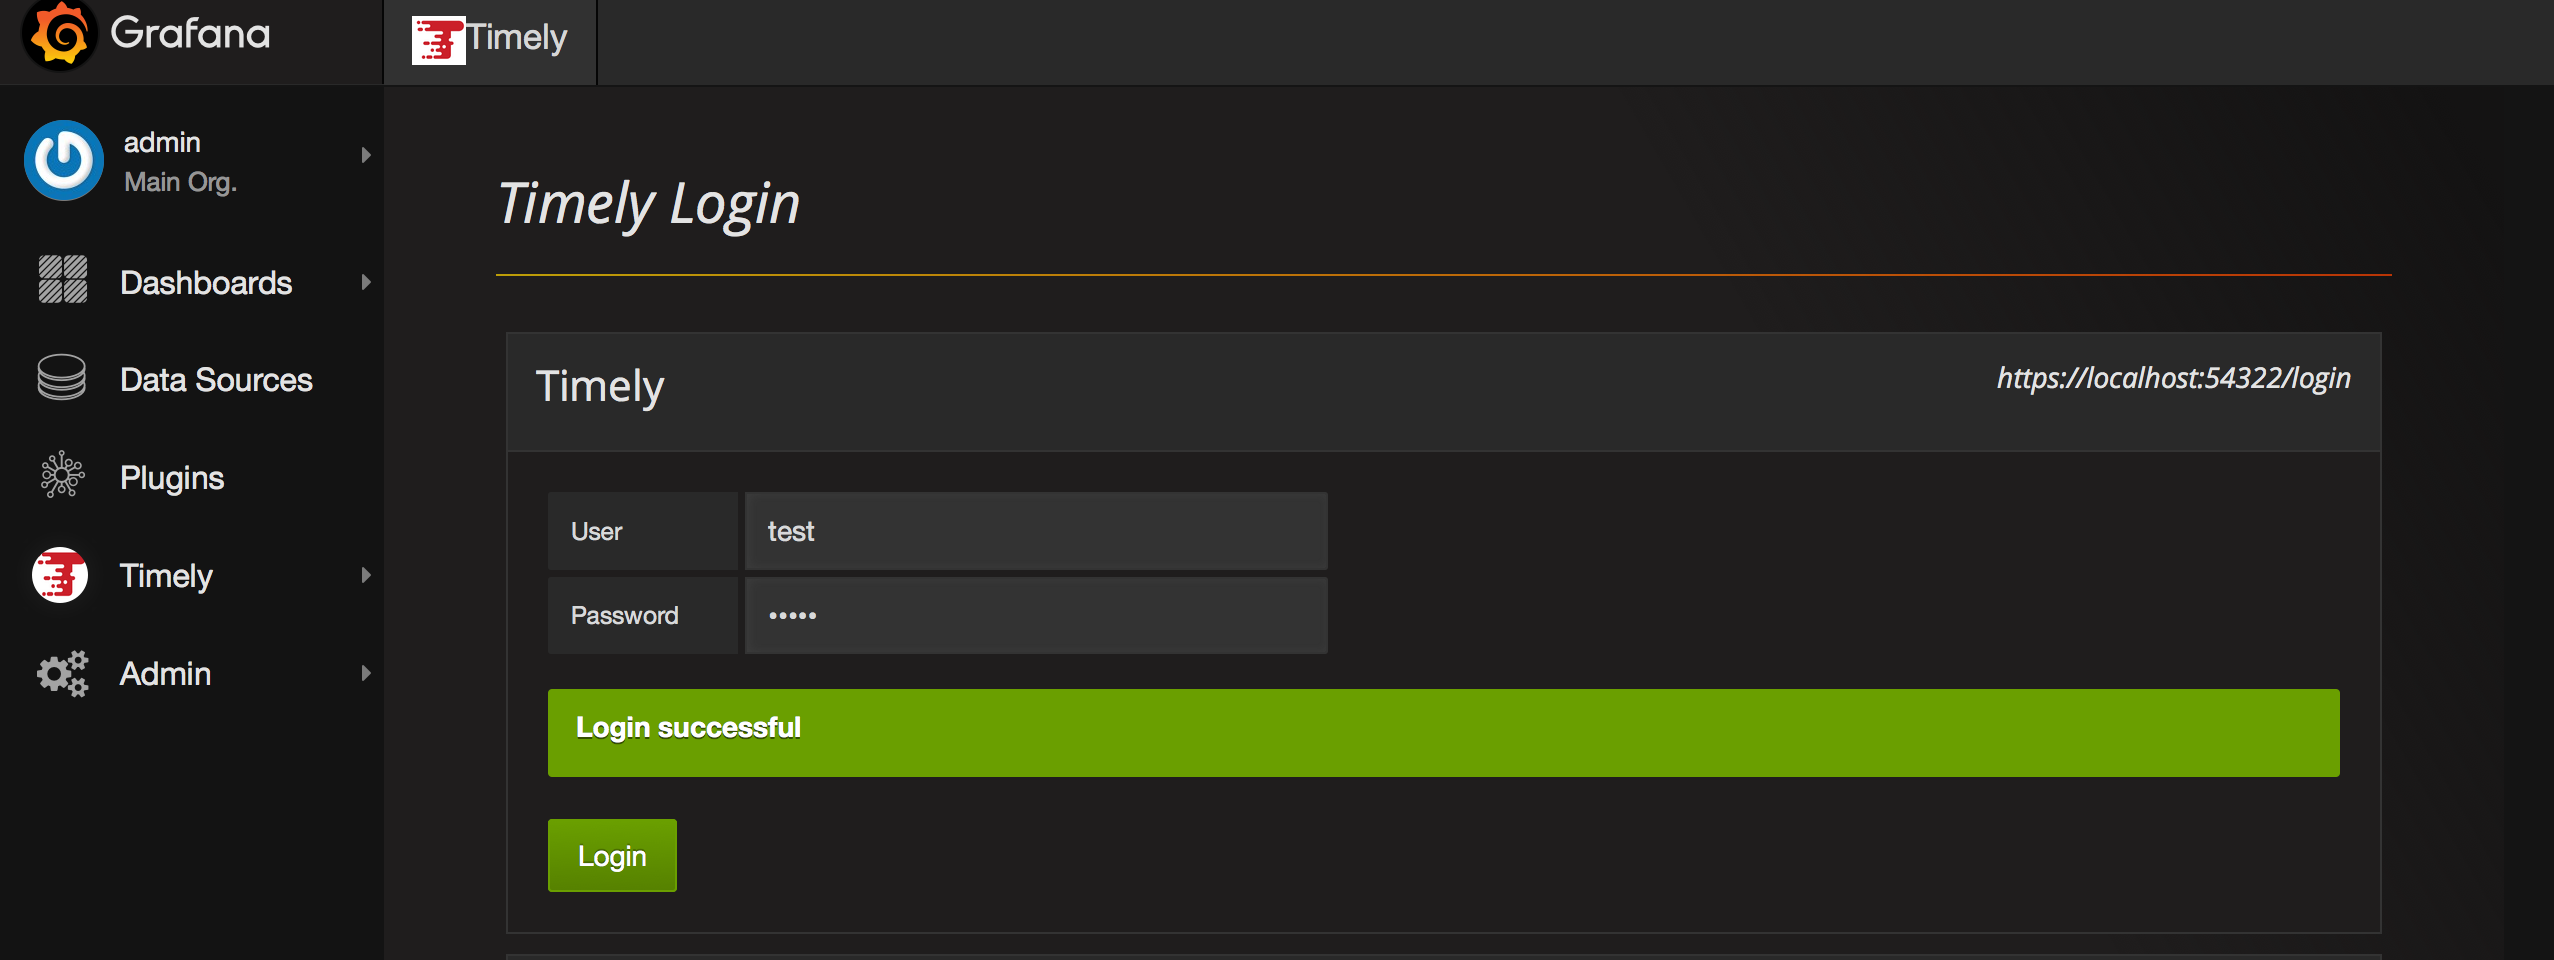 Grafana
Timely
admin
Main Org.
Dashboards
Data Sources
Plugins
Timely
Admin
Timely Login
Timely
https://localhost:54322/login
User
test
Password
•••••
Login successful
Login